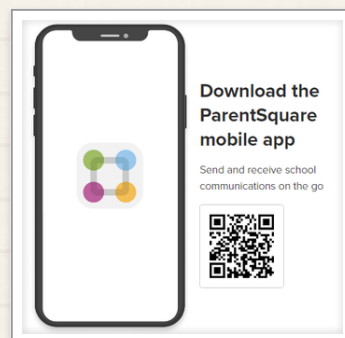 Download the
ParentSquare
mobile app
Send and receive school
communications on the go